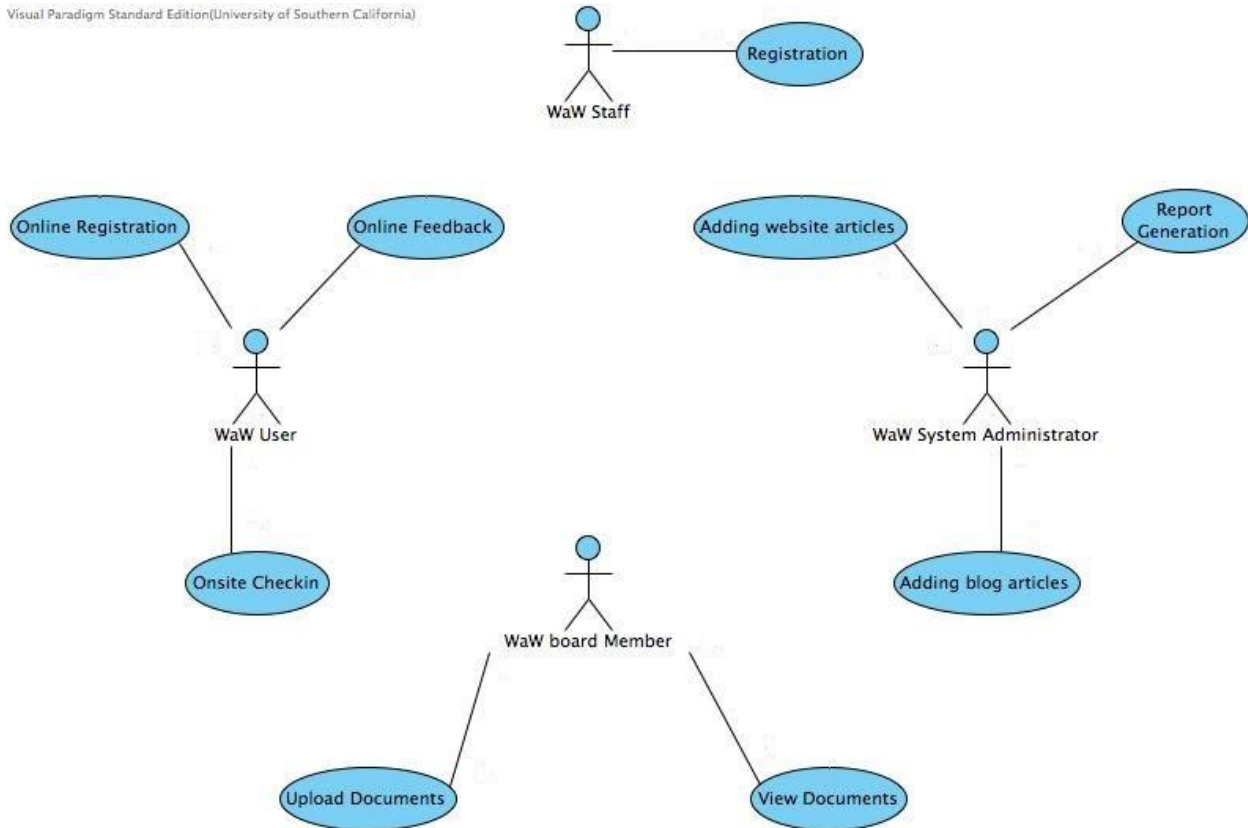 Visual Paradigm Standard Edition(University of Southern California)
Registration
WaW Staff
Online Registration
Online Feedback
Adding website articles
Report
Generation
WaW User
WaW System Administrator
Onsite Checkin
Adding blog articles
WaW board Member
Upload Documents
View Documents